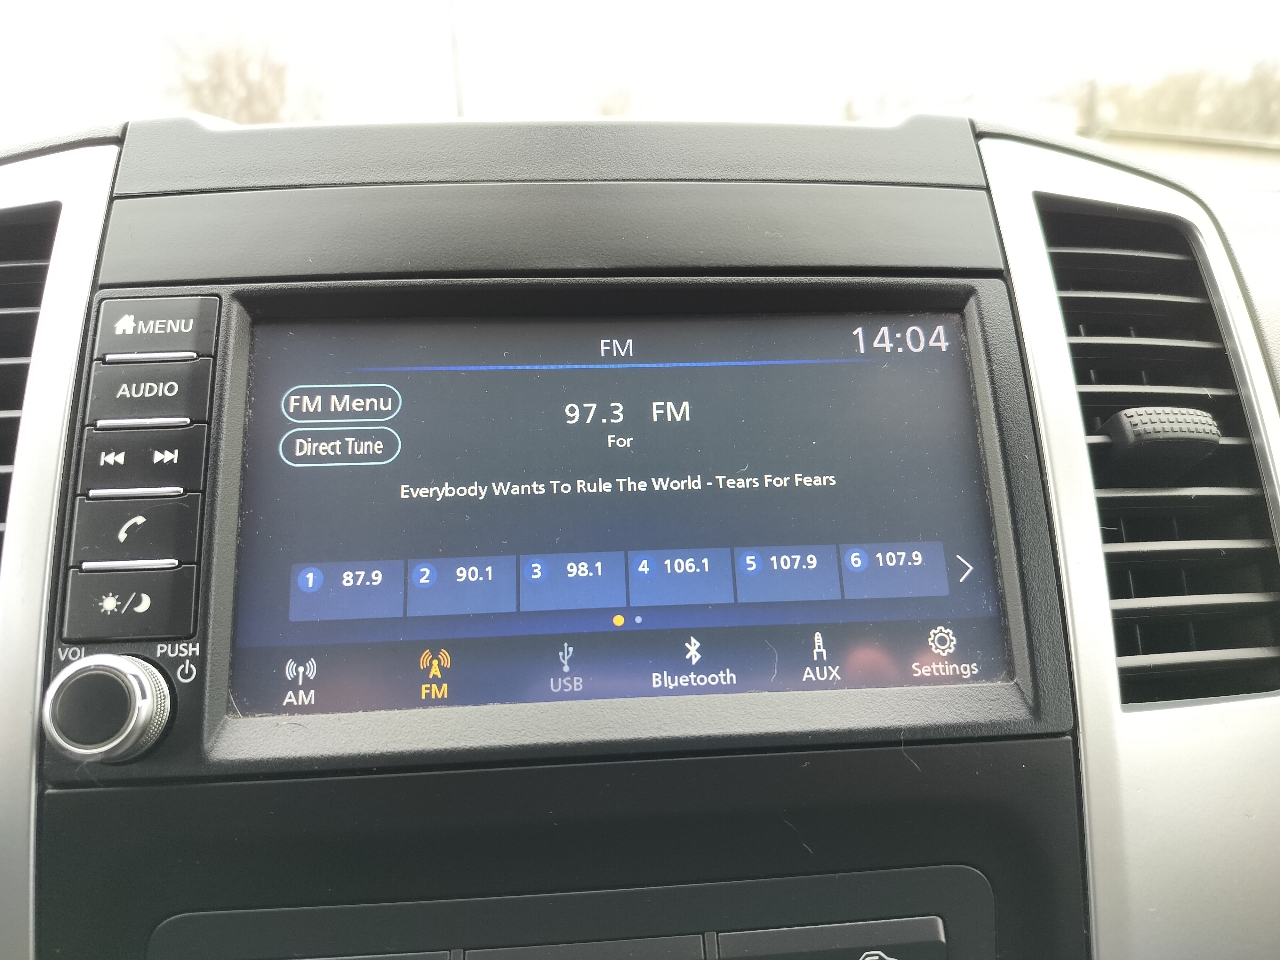 MENU
AUDIO
VOL
PUSH
FM
14:04
FM Menu
97.3 FM
Direct Tune
For
Everybody Wants To Rule The World - Tears For Fears
1 87.9
2 90.1
3 98.1
4 106.1
5 107.9
6 107.9
AM
FM
USB
Bluetooth
AUX
Settings